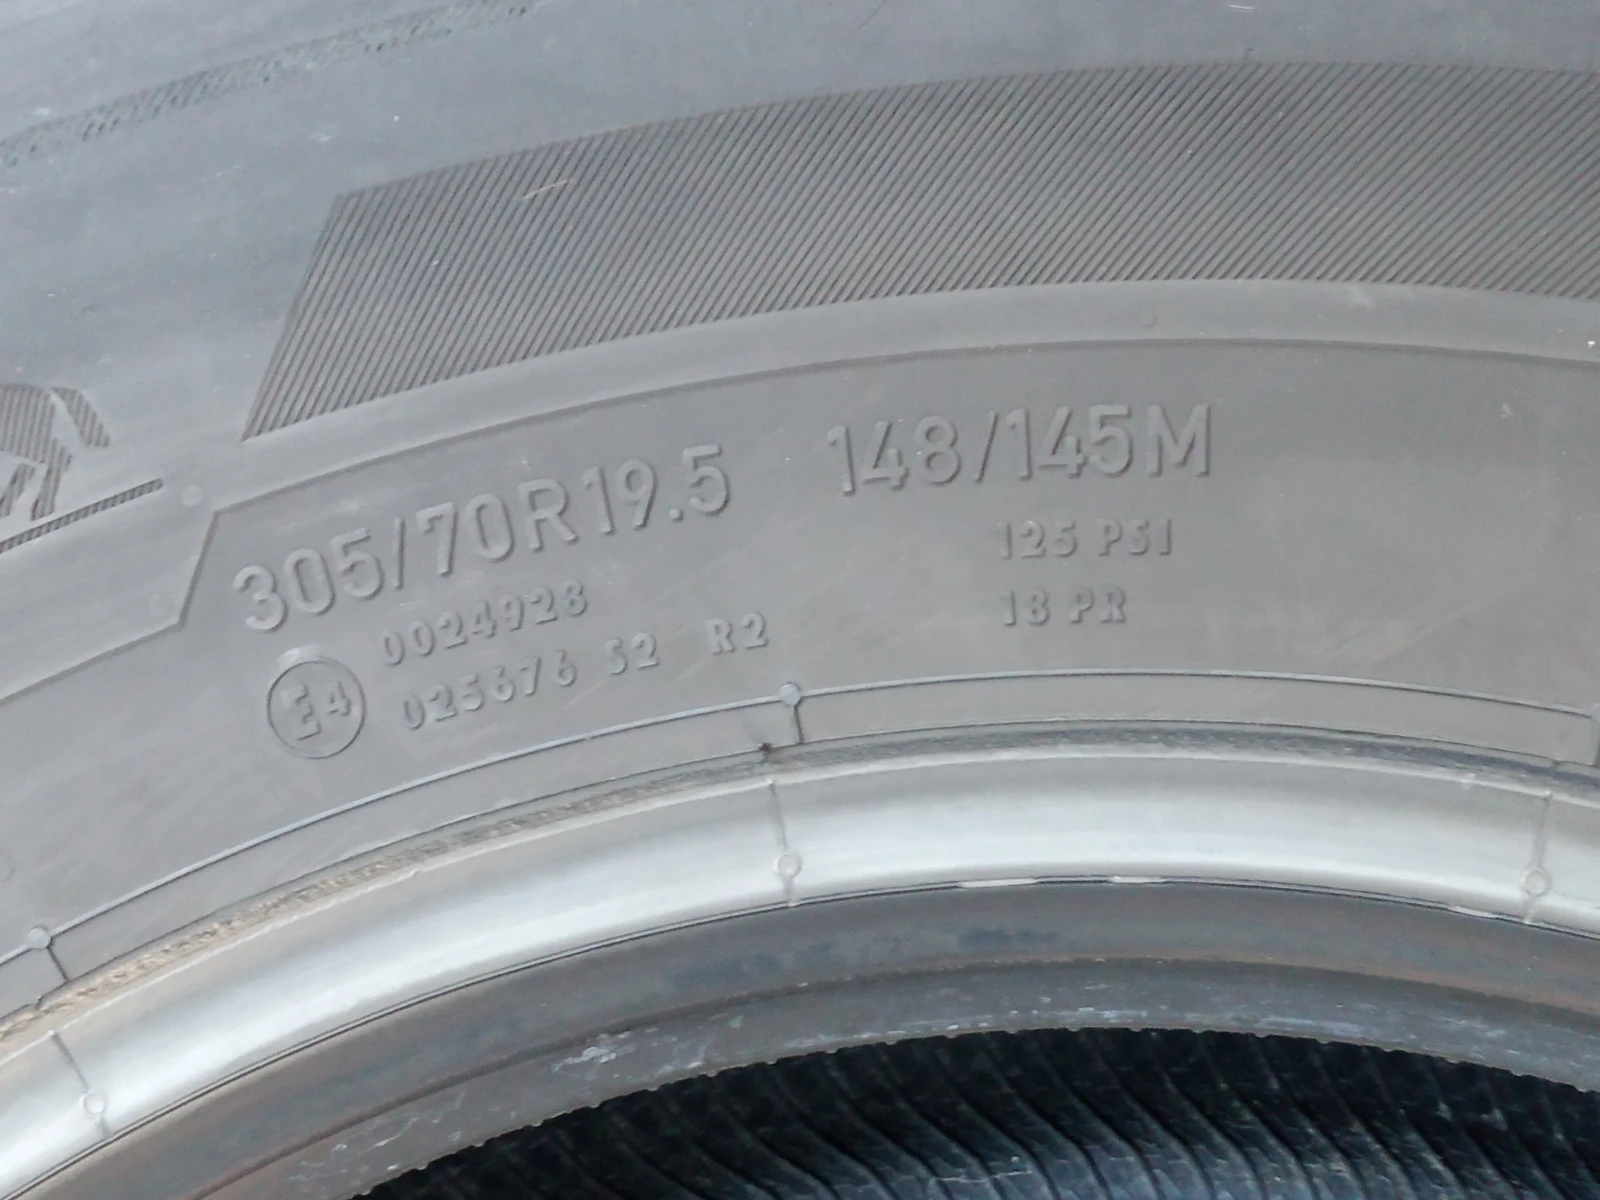 305/70R19.5 148/145M
125 PSI
18 PR
E4
0024928
025676 S2 R2